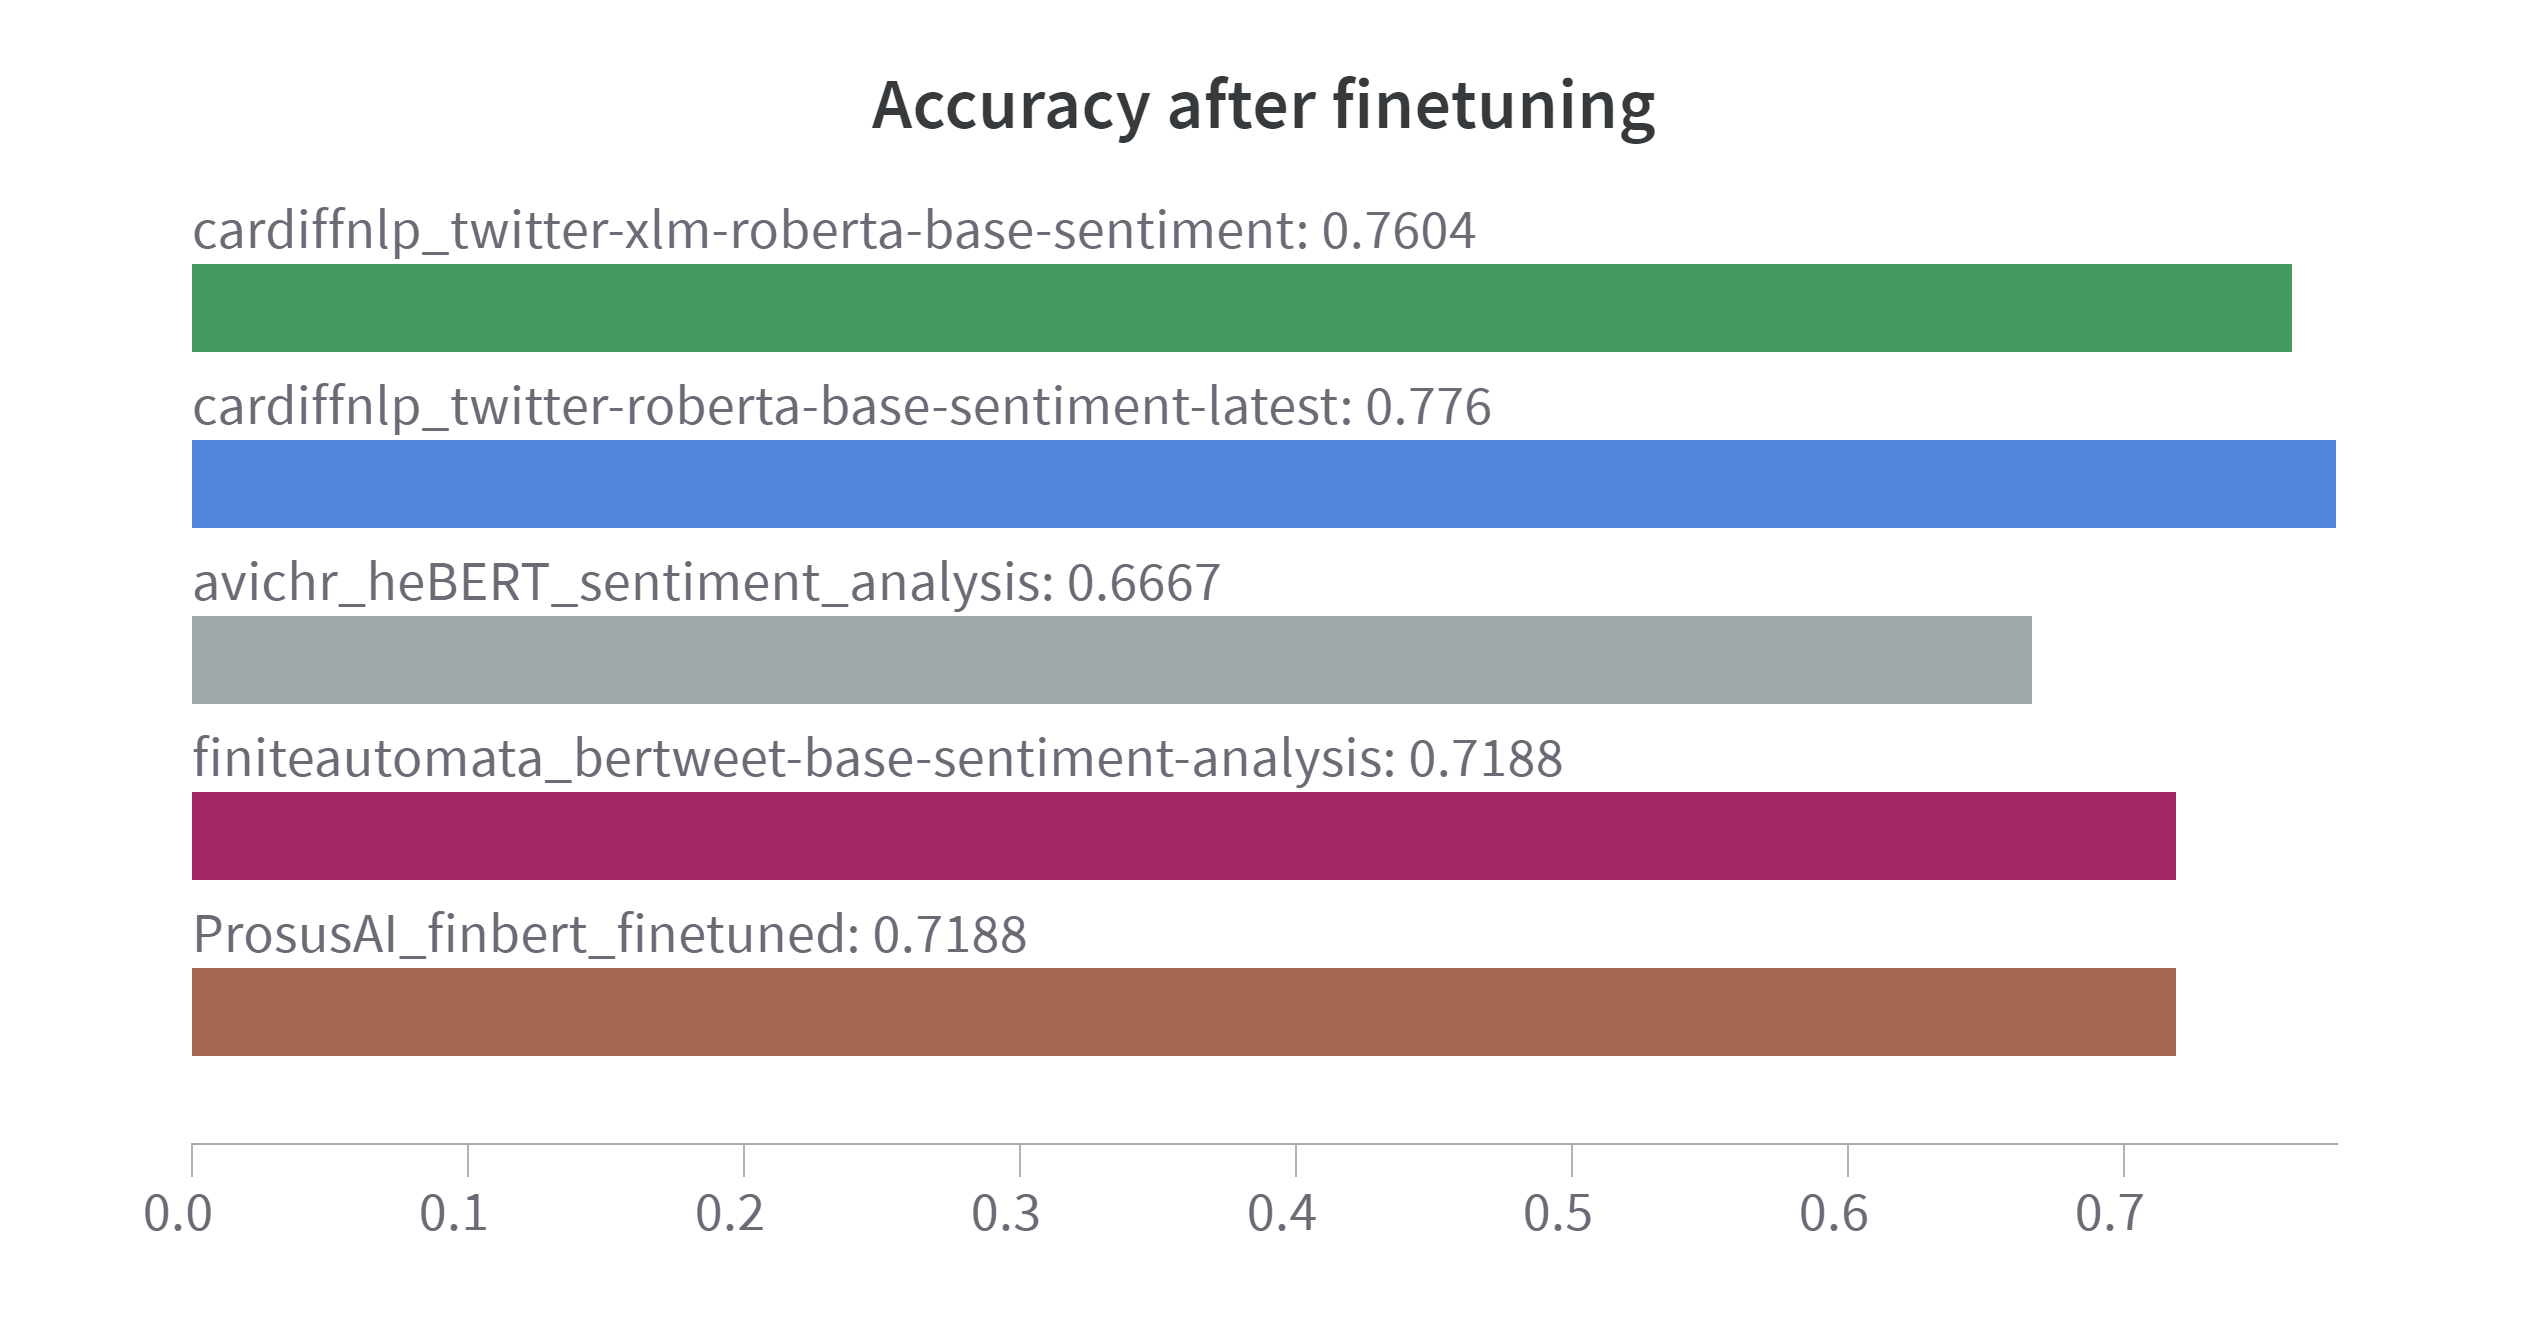 Accuracy after finetuning
cardiffnlp_twitter-xlm-roberta-base-sentiment: 0.7604
cardiffnlp_twitter-roberta-base-sentiment-latest: 0.776
avichr_heBERT_sentiment_analysis: 0.6667
finiteautomata_bertweet-base-sentiment-analysis: 0.7188
ProsusAI_finbert_finetuned: 0.7188
0.0 0.1 0.2 0.3 0.4 0.5 0.6 0.7